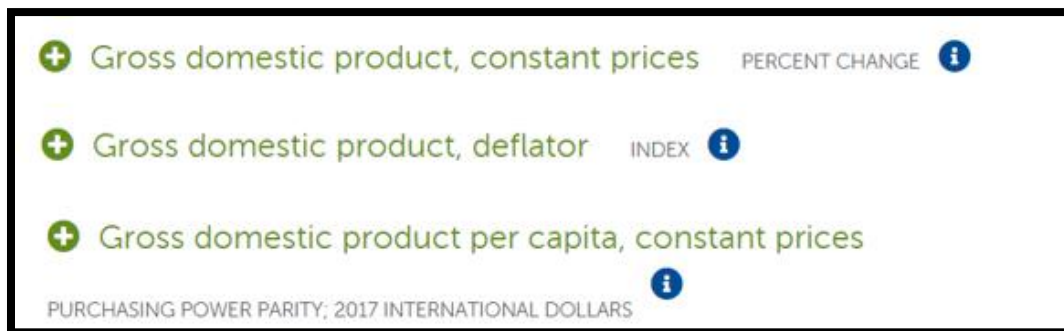 Gross domestic product, constant prices PERCENT CHANGE
Gross domestic product, deflator INDEX
Gross domestic product per capita, constant prices
PURCHASING POWER PARITY; 2017 INTERNATIONAL DOLLARS